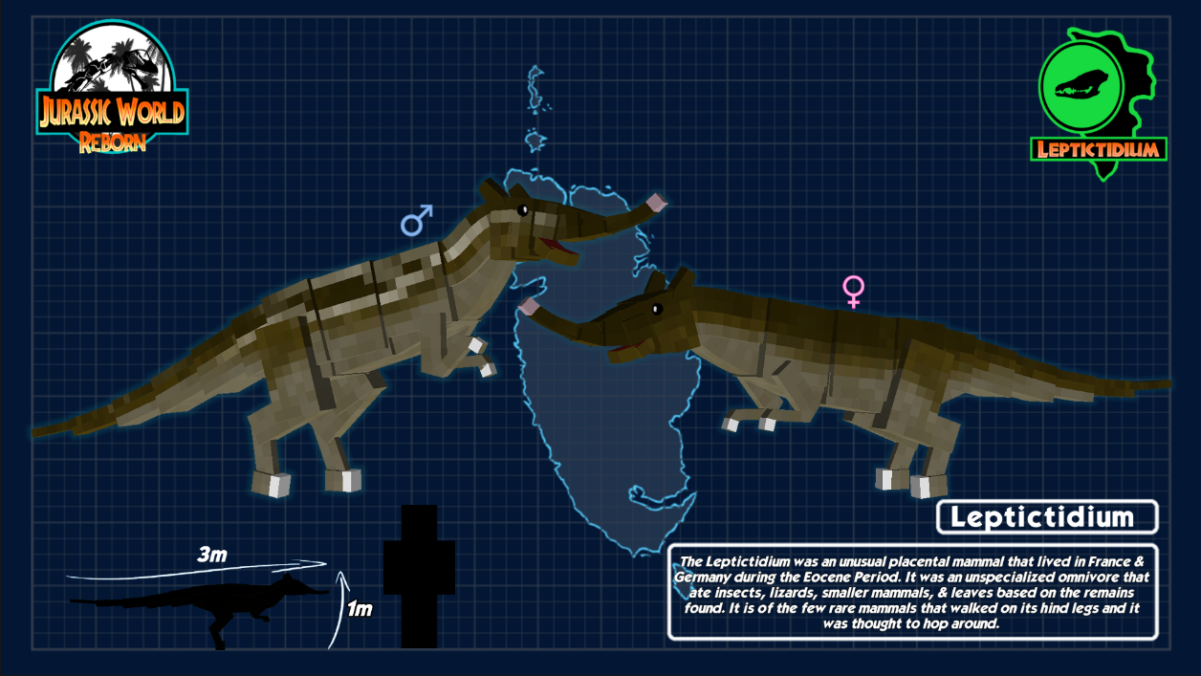 JURASSIC WORLD
REBORN
LEPTICTIDIUM
♂
♀
Leptictidium
3m
1m
The Leptictidium was an unusual placental mammal that lived in France &
Germany during the Eocene Period. It was an unspecialized omnivore that
ate insects, lizards, smaller mammals, & leaves based on the remains
found. It is of the few rare mammals that walked on its hind legs and it
was thought to hop around.